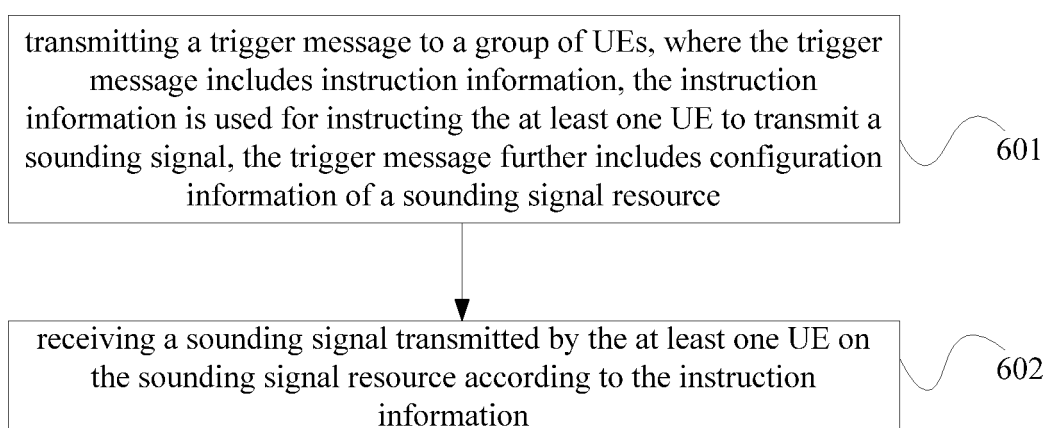 transmitting a trigger message to a group of UEs, where the trigger
message includes instruction information, the instruction
information is used for instructing the at least one UE to transmit a
sounding signal, the trigger message further includes configuration
information of a sounding signal resource
601
receiving a sounding signal transmitted by the at least one UE on
the sounding signal resource according to the instruction
information
602